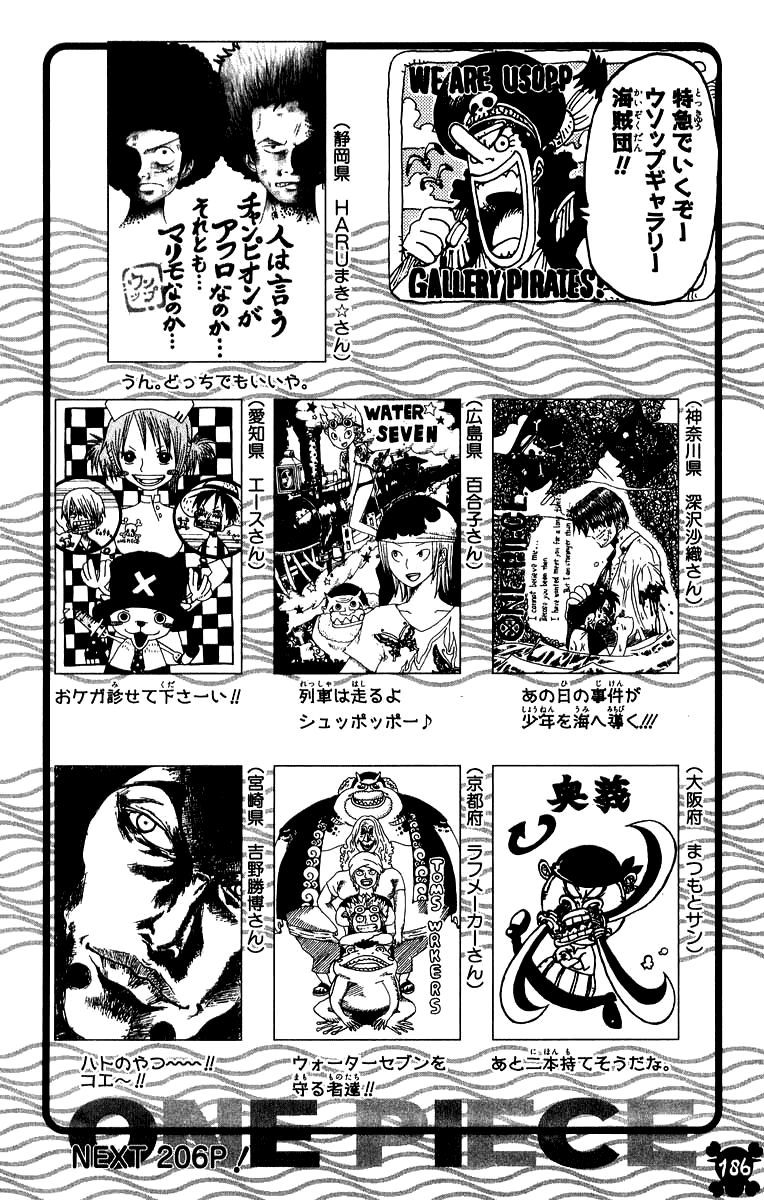 WE ARE USOPP
GALLERY PIRATES!
特急でいくぞー
ウソップギャラリー
海賊団!!
(静岡県 HARUまき☆さん)
人は言う
チャンピオンが
アフロなのか…
それとも…
マリモなのか…
ウソップ
うん。どっちでもいいや。
(神奈川県 深沢沙織さん)
ONE PIECE
I cannot believe me...
But I am stronger than
あの日の事件が
少年を海へ導く!!!
(広島県 百合子さん)
WATER
SEVEN
列車は走るよ
シュッポッポー♪
(愛知県 エースさん)
おケガ診せて下さーい!!
(大阪府 まつもとサン)
奥義
あと二本持てそうだな。
(京都府 ラフメーカーさん)
TOMS WRKERS
ウォーターセブンを
守る者達!!
(宮崎県 吉野勝博さん)
ハトのやつ〜〜〜!!
コエ〜!!
ONE PIECE
NEXT 206P!
186